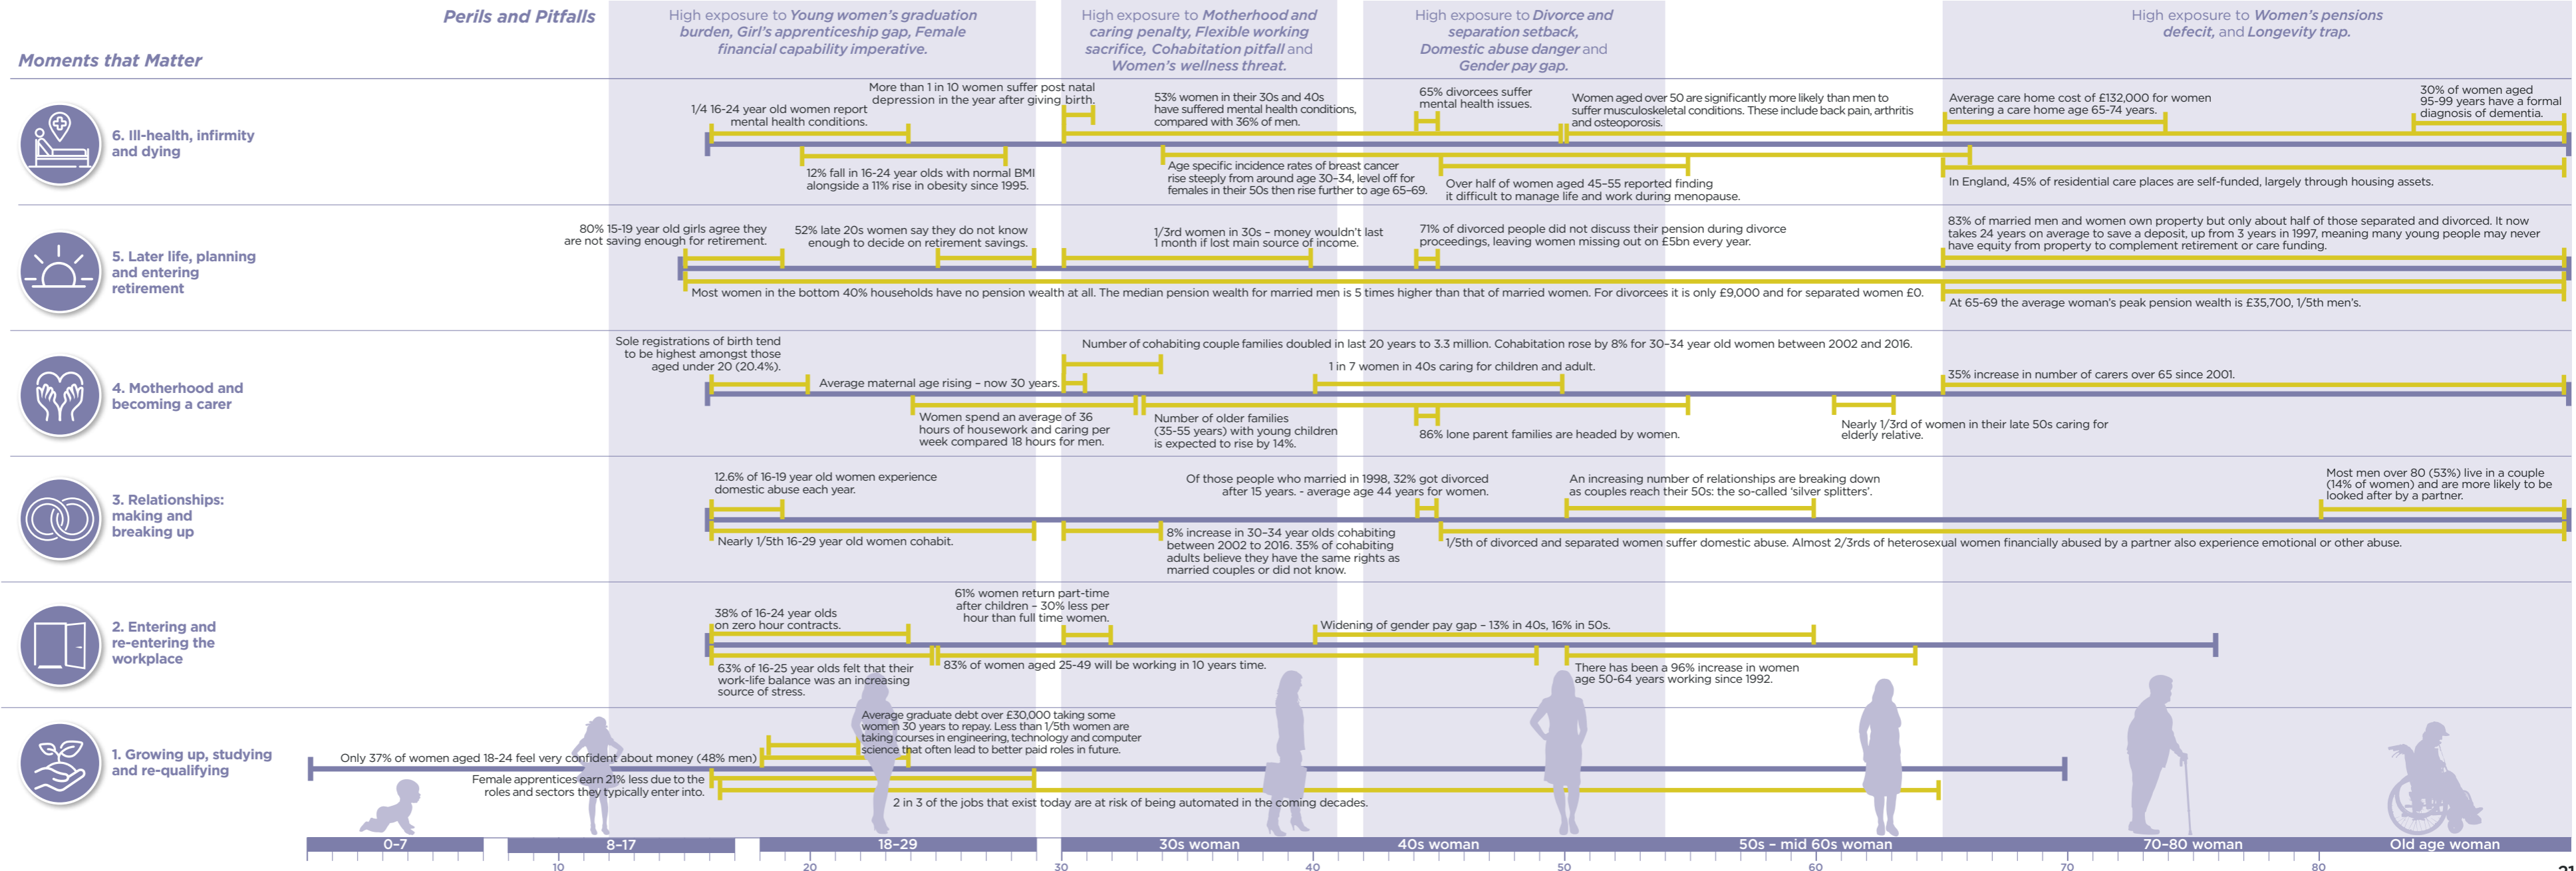 Perils and Pitfalls
High exposure to Young women's graduation
burden, Girl's apprenticeship gap, Female
financial capability imperative.
High exposure to Motherhood and
caring penalty, Flexible working
sacrifice, Cohabitation pitfall and
Women's wellness threat.
High exposure to Divorce and
separation setback,
Domestic abuse danger and
Gender pay gap.
High exposure to Women's pensions
defecit, and Longevity trap.
Moments that Matter
6. Ill-health, infirmity
and dying
1/4 16-24 year old women report
mental health conditions.
More than 1 in 10 women suffer post natal
depression in the year after giving birth.
53% women in their 30s and 40s
have suffered mental health conditions,
compared with 36% of men.
65% divorcees suffer
mental health issues.
Women aged over 50 are significantly more likely than men to
suffer musculoskeletal conditions. These include back pain, arthritis
and osteoporosis.
Average care home cost of £132,000 for women
entering a care home age 65-74 years.
30% of women aged
95-99 years have a formal
diagnosis of dementia.
12% fall in 16-24 year olds with normal BMI
alongside a 11% rise in obesity since 1995.
Age specific incidence rates of breast cancer
rise steeply from around age 30–34, level off for
females in their 50s then rise further to age 65–69.
Over half of women aged 45–55 reported finding
it difficult to manage life and work during menopause.
In England, 45% of residential care places are self-funded, largely through housing assets.
5. Later life, planning
and entering
retirement
80% 15-19 year old girls agree they
are not saving enough for retirement.
52% late 20s women say they do not know
enough to decide on retirement savings.
1/3rd women in 30s – money wouldn't last
1 month if lost main source of income.
71% of divorced people did not discuss their pension during divorce
proceedings, leaving women missing out on £5bn every year.
83% of married men and women own property but only about half of those separated and divorced. It now
takes 24 years on average to save a deposit, up from 3 years in 1997, meaning many young people may never
have equity from property to complement retirement or care funding.
Most women in the bottom 40% households have no pension wealth at all. The median pension wealth for married men is 5 times higher than that of married women. For divorcees it is only £9,000 and for separated women £0.
At 65-69 the average woman's peak pension wealth is £35,700, 1/5th men's.
4. Motherhood and
becoming a carer
Sole registrations of birth tend
to be highest amongst those
aged under 20 (20.4%).
Average maternal age rising – now 30 years.
Number of cohabiting couple families doubled in last 20 years to 3.3 million. Cohabitation rose by 8% for 30–34 year old women between 2002 and 2016.
1 in 7 women in 40s caring for children and adult.
35% increase in number of carers over 65 since 2001.
Women spend an average of 36
hours of housework and caring per
week compared 18 hours for men.
Number of older families
(35-55 years) with young children
is expected to rise by 14%.
86% lone parent families are headed by women.
Nearly 1/3rd of women in their late 50s caring for
elderly relative.
3. Relationships:
making and
breaking up
12.6% of 16-19 year old women experience
domestic abuse each year.
Of those people who married in 1998, 32% got divorced
after 15 years. - average age 44 years for women.
An increasing number of relationships are breaking down
as couples reach their 50s: the so-called 'silver splitters'.
Most men over 80 (53%) live in a couple
(14% of women) and are more likely to be
looked after by a partner.
Nearly 1/5th 16-29 year old women cohabit.
8% increase in 30–34 year olds cohabiting
between 2002 to 2016. 35% of cohabiting
adults believe they have the same rights as
married couples or did not know.
1/5th of divorced and separated women suffer domestic abuse. Almost 2/3rds of heterosexual women financially abused by a partner also experience emotional or other abuse.
2. Entering and
re-entering the
workplace
38% of 16-24 year olds
on zero hour contracts.
61% women return part-time
after children – 30% less per
hour than full time women.
Widening of gender pay gap – 13% in 40s, 16% in 50s.
63% of 16-25 year olds felt that their
work-life balance was an increasing
source of stress.
83% of women aged 25-49 will be working in 10 years time.
There has been a 96% increase in women
age 50-64 years working since 1992.
1. Growing up, studying
and re-qualifying
Average graduate debt over £30,000 taking some
women 30 years to repay. Less than 1/5th women are
taking courses in engineering, technology and computer
science that often lead to better paid roles in future.
Only 37% of women aged 18-24 feel very confident about money (48% men)
Female apprentices earn 21% less due to the
roles and sectors they typically enter into.
2 in 3 of the jobs that exist today are at risk of being automated in the coming decades.
0–7 8–17 18–29 30s woman 40s woman 50s – mid 60s woman 70–80 woman Old age woman
10 20 30 40 50 60 70 80